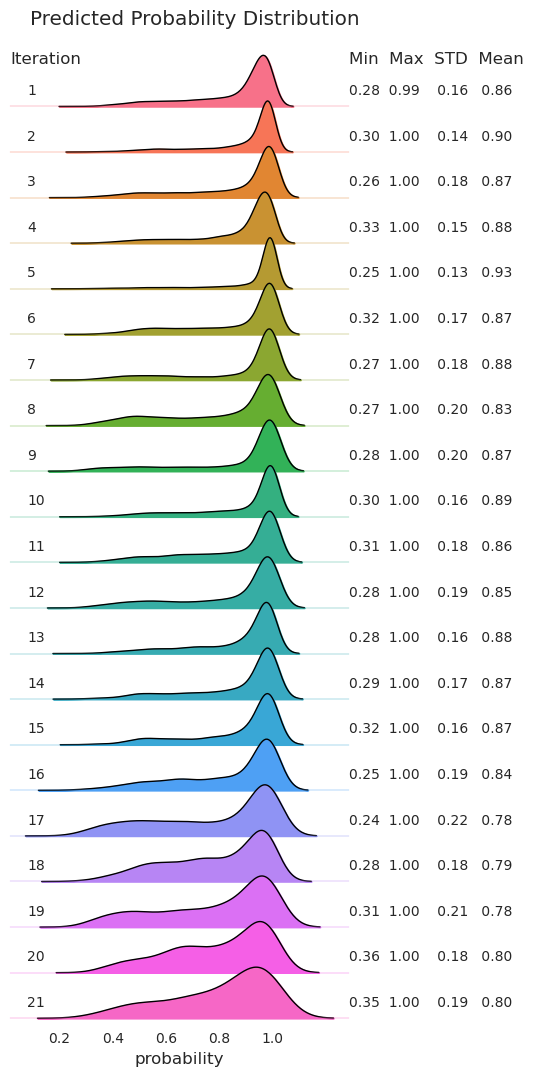 Predicted Probability Distribution
Iteration Min Max STD Mean
1 0.28 0.99 0.16 0.86
2 0.30 1.00 0.14 0.90
3 0.26 1.00 0.18 0.87
4 0.33 1.00 0.15 0.88
5 0.25 1.00 0.13 0.93
6 0.32 1.00 0.17 0.87
7 0.27 1.00 0.18 0.88
8 0.27 1.00 0.20 0.83
9 0.28 1.00 0.20 0.87
10 0.30 1.00 0.16 0.89
11 0.31 1.00 0.18 0.86
12 0.28 1.00 0.19 0.85
13 0.28 1.00 0.16 0.88
14 0.29 1.00 0.17 0.87
15 0.32 1.00 0.16 0.87
16 0.25 1.00 0.19 0.84
17 0.24 1.00 0.22 0.78
18 0.28 1.00 0.18 0.79
19 0.31 1.00 0.21 0.78
20 0.36 1.00 0.18 0.80
21 0.35 1.00 0.19 0.80
0.2 0.4 0.6 0.8 1.0
probability